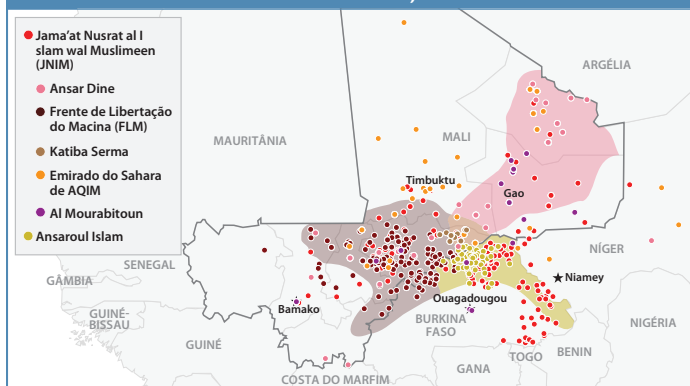 Jama'at Nusrat al I
slam wal Muslimeen
(JNIM)
Ansar Dine
Frente de Libertação
do Macina (FLM)
Katiba Serma
Emirado do Sahara
de AQIM
Al Mourabitoun
Ansaroul Islam
ARGÉLIA
MAURITÂNIA
MALI
Timbuktu
Gao
NÍGER
SENEGAL
GÂMBIA
Niamey
Bamako
Ouagadougou
GUINÉ-
BISSAU
BURKINA
FASO
NIGÉRIA
GUINÉ
BENIN
TOGO
GANA
COSTA DO MARFIM